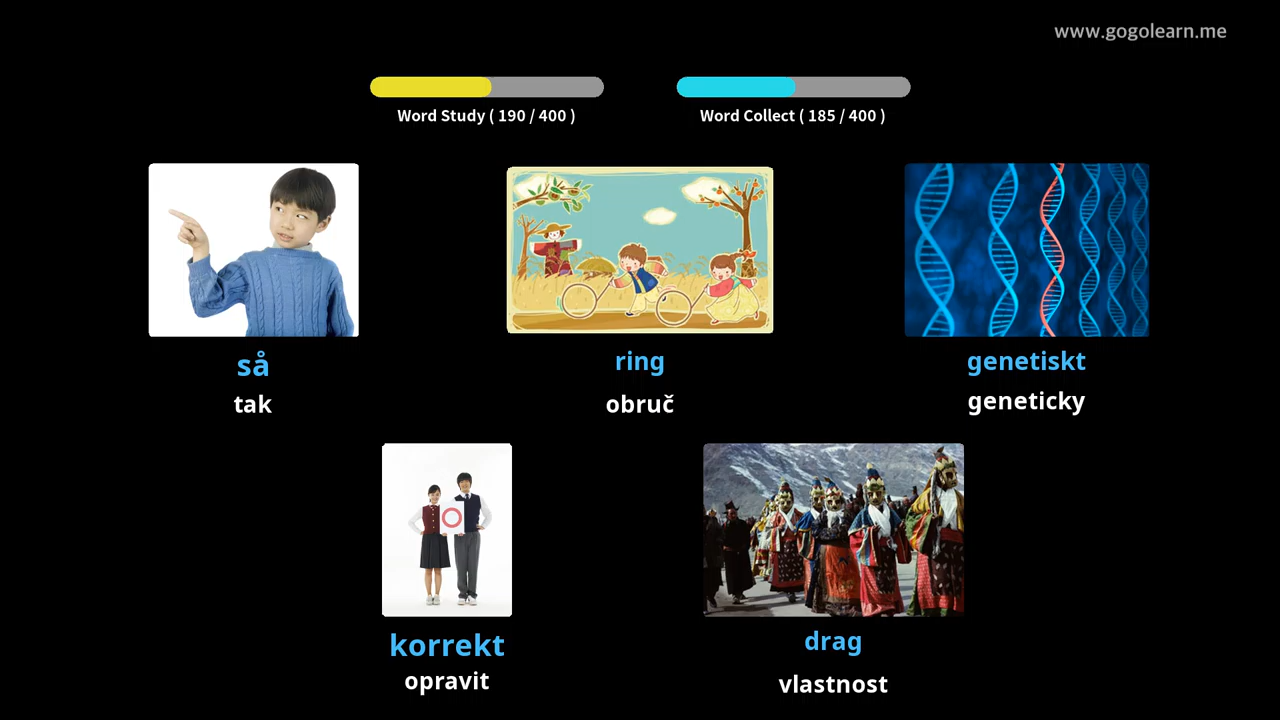 www.gogolearn.me
Word Study ( 190 / 400 )
Word Collect ( 185 / 400 )
så
tak
ring
obruč
genetiskt
geneticky
korrekt
opravit
drag
vlastnost